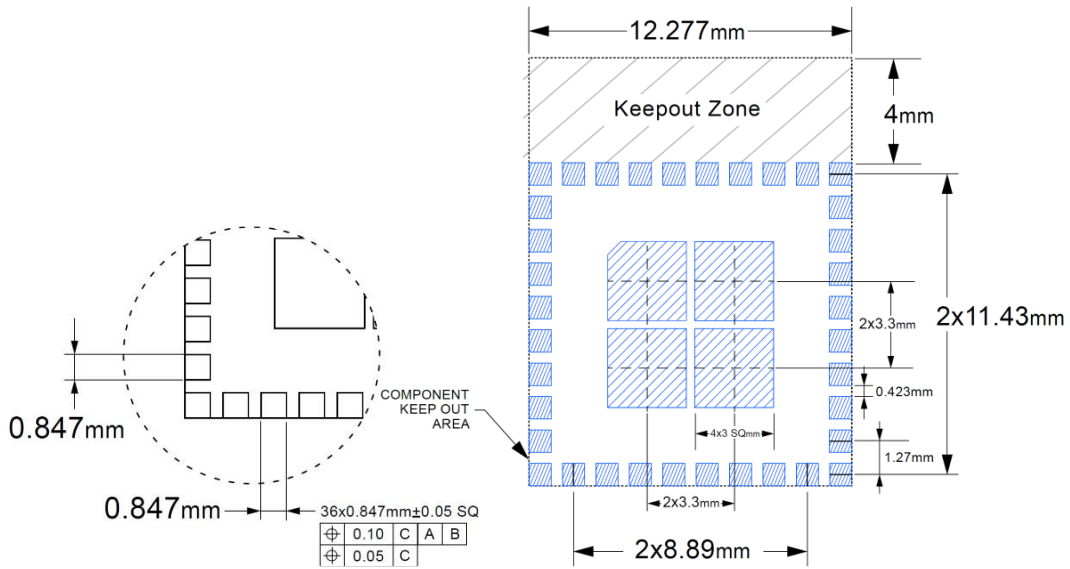 12.277mm
Keepout Zone
4mm
2x11.43mm
2x3.3mm
0.423mm
COMPONENT
KEEP OUT
AREA
0.847mm
4x3 SQmm
1.27mm
2x3.3mm
0.847mm
36x0.847mm±0.05 SQ
⌖ 0.10 C A B
⌖ 0.05 C
2x8.89mm